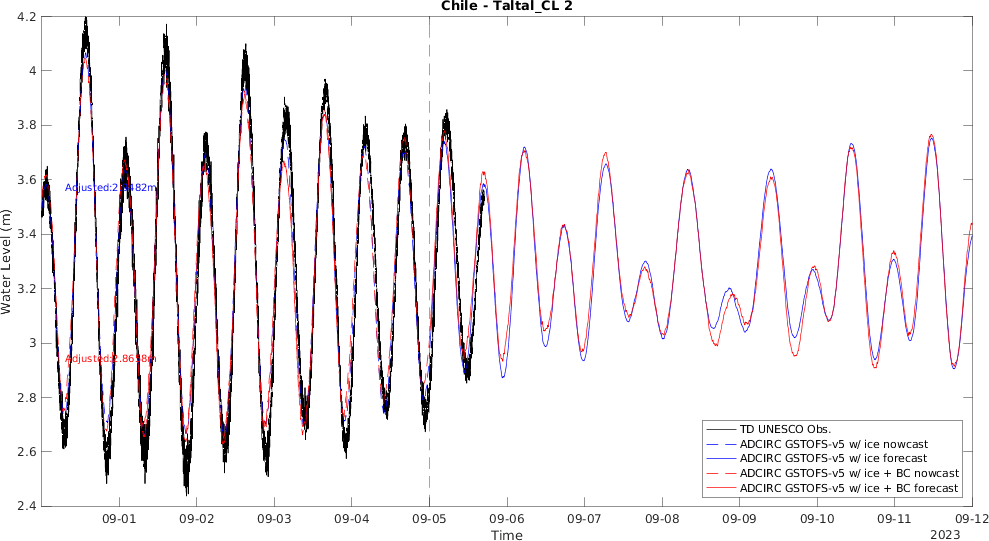 Chile - Taltal_CL 2
4.2
4
3.8
3.6
3.4
3.2
3
2.8
2.6
2.4
Water Level (m)
Adjusted:2.8658m
09-01
09-02
09-03
09-04
09-05
09-06
09-07
09-08
09-09
09-10
09-11
09-12
Time
2023
TD UNESCO Obs.
ADCIRC GSTOFS-v5 w/ ice nowcast
ADCIRC GSTOFS-v5 w/ ice forecast
ADCIRC GSTOFS-v5 w/ ice + BC nowcast
ADCIRC GSTOFS-v5 w/ ice + BC forecast